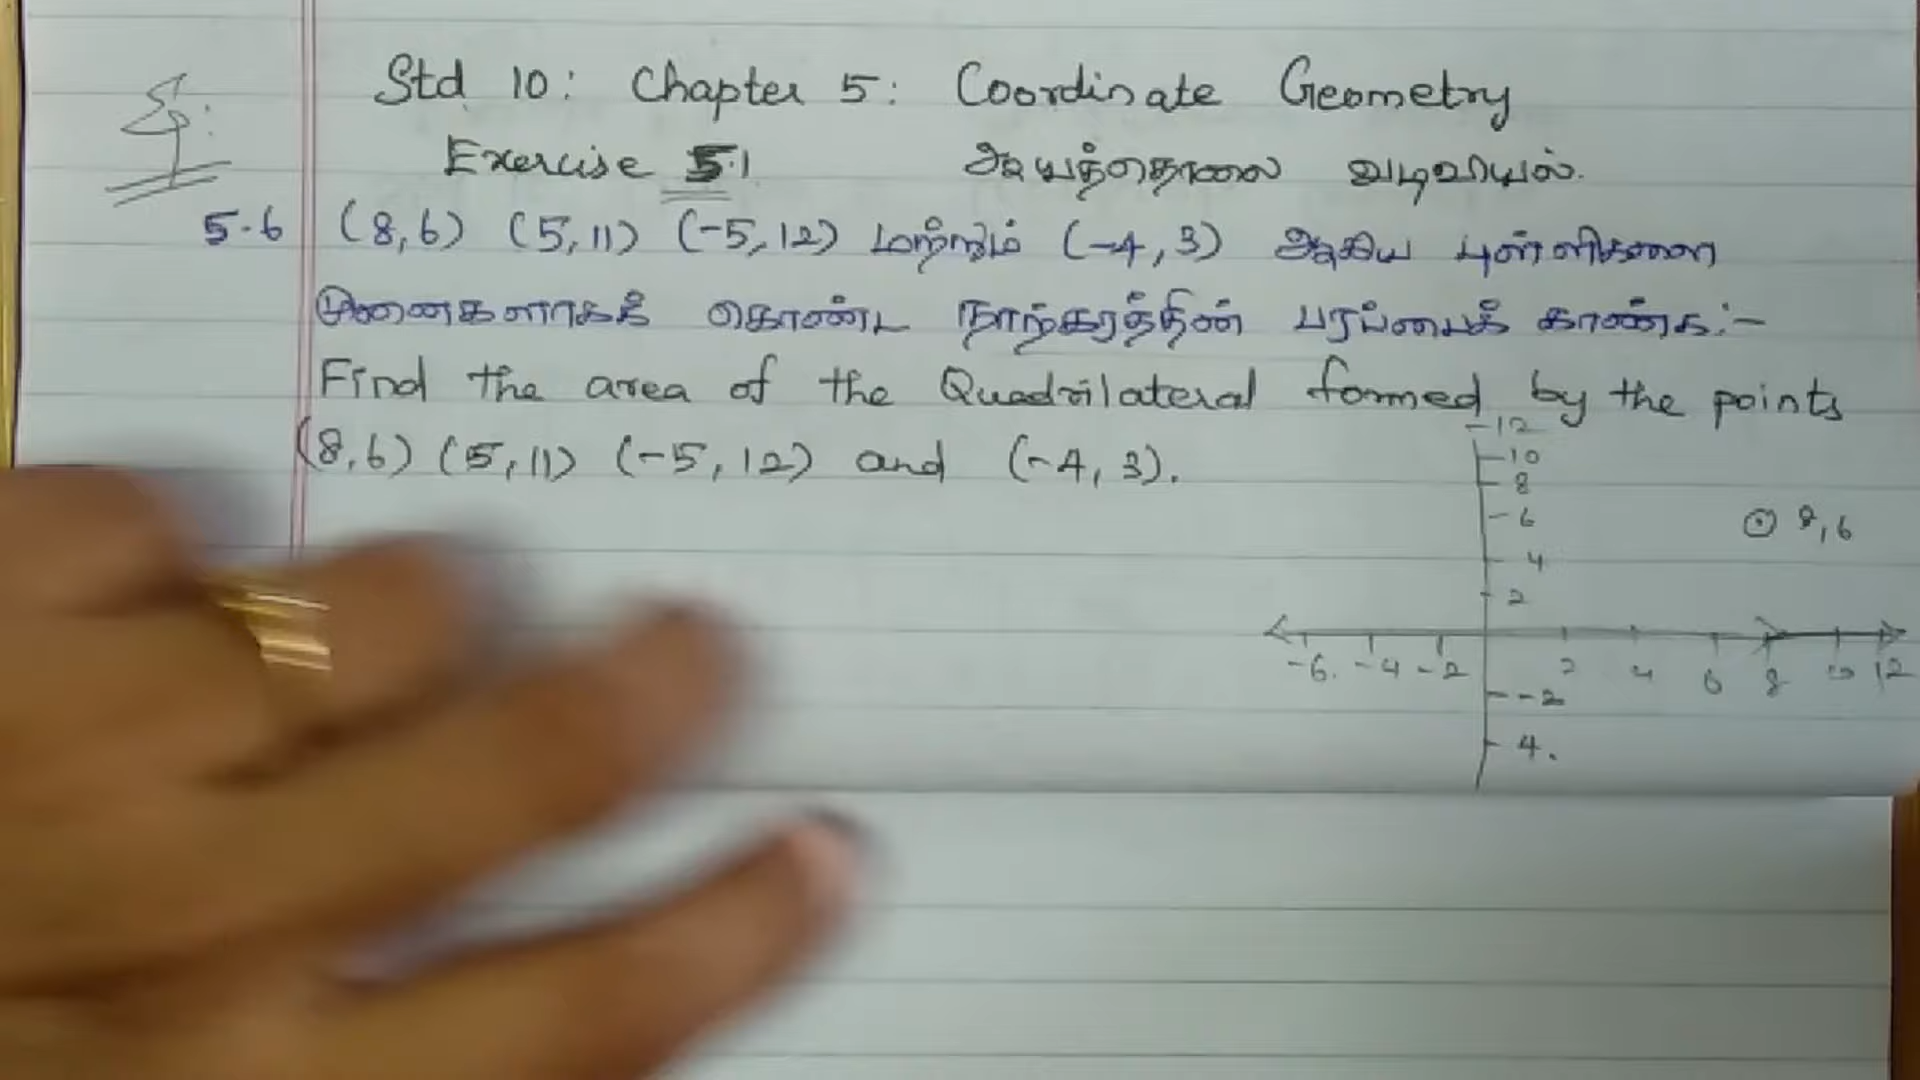 உ
Std 10: Chapter 5: Coordinate Geometry
Exercise 5.1 ஆயத்தொலை வடிவியல்.
5.6 (8,6) (5,11) (-5,12) மற்றும் (-4,3) ஆகிய புள்ளிகளை
முனைகளாகக் கொண்ட நாற்கரத்தின் பரப்பைக் காண்க:-
Find the area of the Quadrilateral formed by the points
(8,6) (5,11) (-5,12) and (-4,3).
12
10
8
6 8,6
4
2
-6. -4 -2 2 4 6 8 10 12
-2
4.